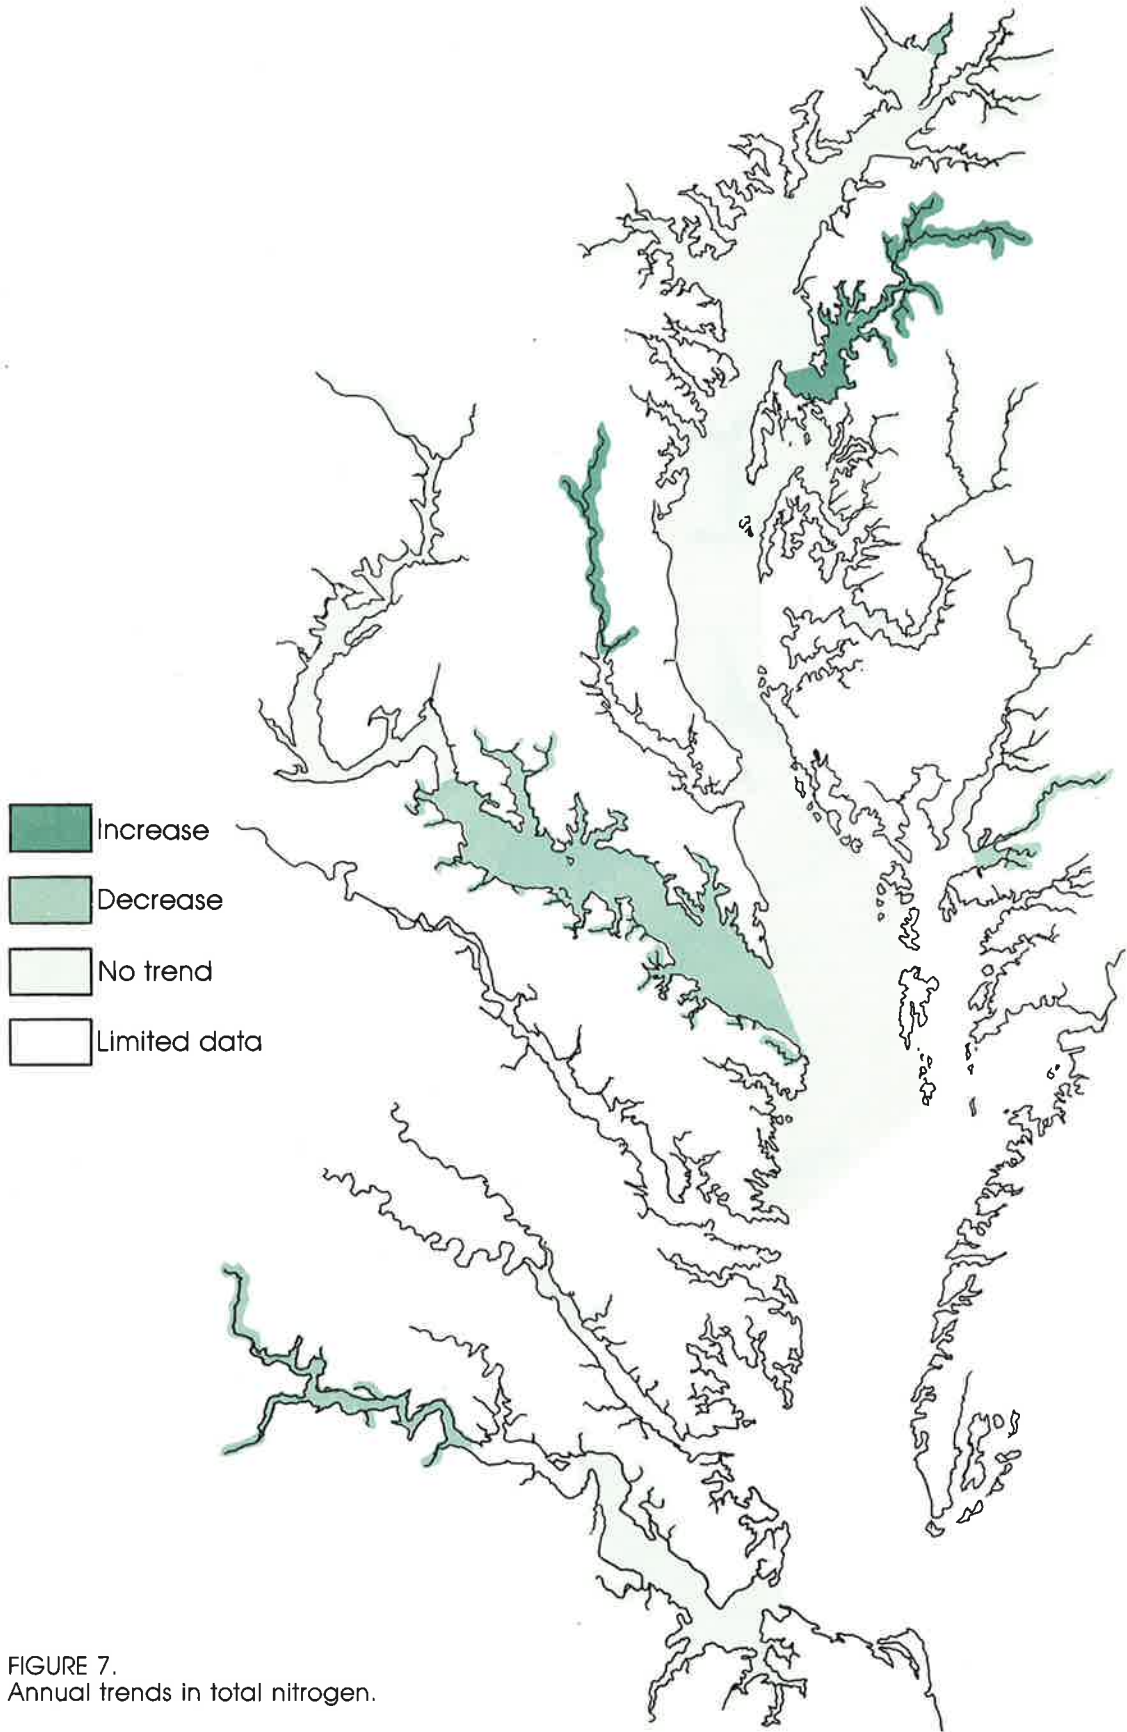 Increase
Decrease
No trend
Limited data
FIGURE 7.
Annual trends in total nitrogen.